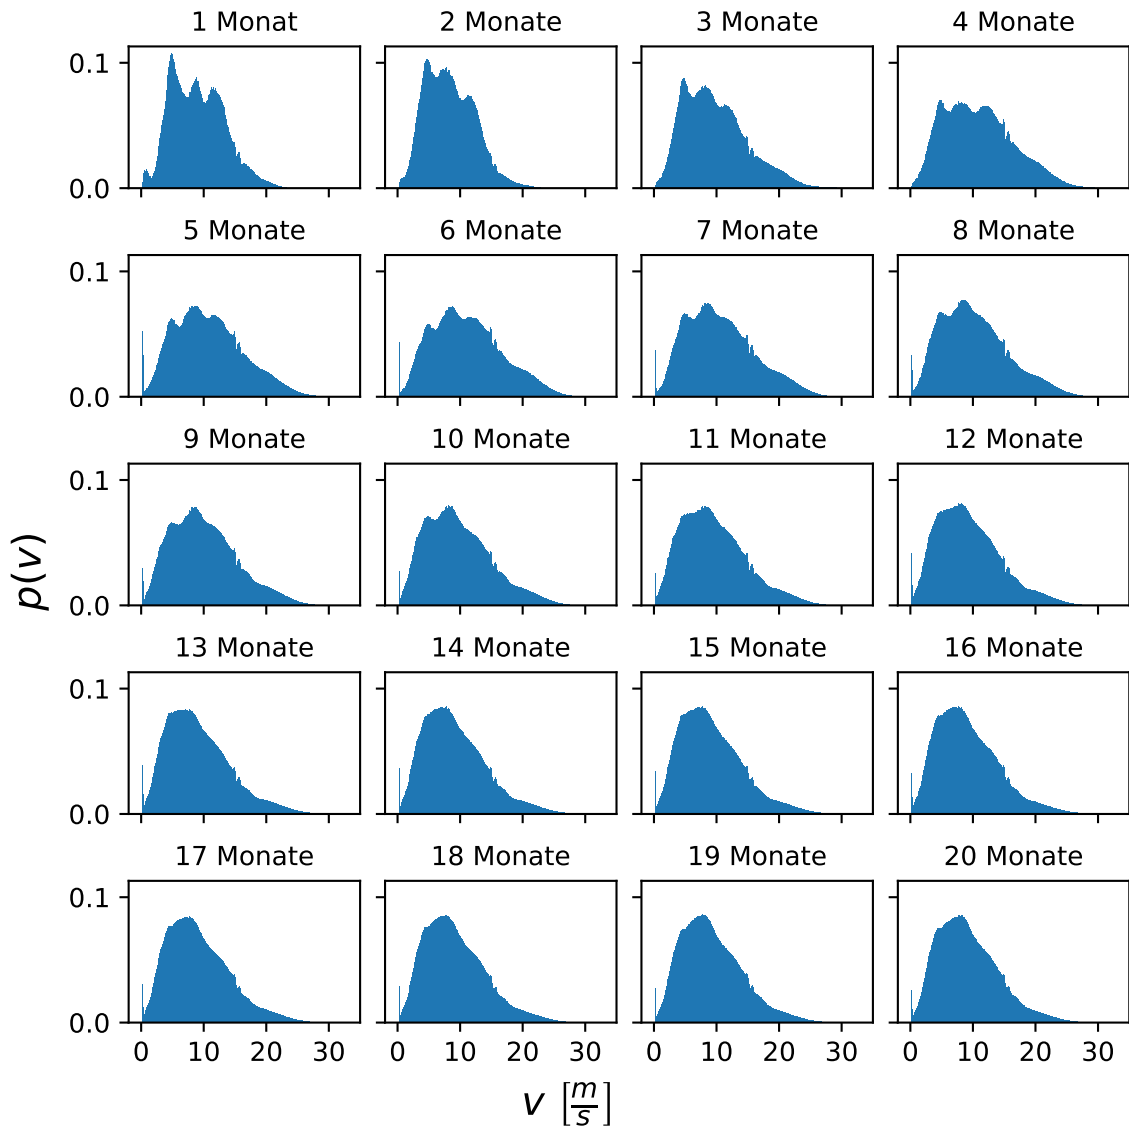 1 Monat 2 Monate 3 Monate 4 Monate
0.1
0.0
5 Monate 6 Monate 7 Monate 8 Monate
0.1
0.0
9 Monate 10 Monate 11 Monate 12 Monate
0.1
0.0
p(v)
13 Monate 14 Monate 15 Monate 16 Monate
0.1
0.0
17 Monate 18 Monate 19 Monate 20 Monate
0.1
0.0
0 10 20 30 0 10 20 30 0 10 20 30 0 10 20 30
v [m/s]